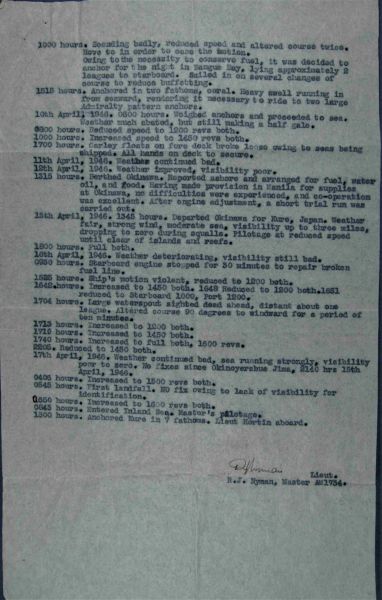 1000 hours. Sounding badly, reduced speed and altered course twice.
Hove to in order to ease the motion.
Owing to the necessity to conserve fuel, it was decided to
anchor for the night in Bangus Bay, lying approximately 2
leagues to starboard. Sailed in on several changes of
course to reduce buffetting.
1815 hours. Anchored in two fathoms, coral. Heavy swell running in
from seaward, rendering it necessary to ride to two large
Admiralty pattern anchors.
10th April, 1946. 0800 hours. Weighed anchors and proceeded to sea.
Weather much abated, but still making a half gale.
hours. Reduced speed to 1200 revs both.
1000 hours. Increased speed to 1450 revs both.
1700 hours. Carley floats on fore deck broke loose owing to seas being
shipped. All hands on deck to secure.
11th April, 1946. Weather continued bad.
12th April, 1946. Weather improved, visibility poor.
1315 hours. Berthed Okinawa. Reported ashore and arranged for fuel, water
oil, and food. Having made provision in Manila for supplies
at Okinawa, no difficulties were experienced, and co-operation
was excellent. After engine adjustment, a short trial run was
carried out.
15th April, 1946. 1345 hours. Departed Okinawa for Kure, Japan. Weather
fair, strong wind, moderate sea, visibility up to three miles,
dropping to zero during squalls. Pilotage at reduced speed
until clear of islands and reefs.
1800 hours. Full both.
16th April, 1946. Weather deteriorating, visibility still bad.
0930 hours. Starboard engine stopped for 30 minutes to repair broken
fuel line.
1525 hours. Ship's motion violent, reduced to 1200 both.
1642 hours. Increased to 1450 both. 1648 Reduced to 1200 both. 1651
reduced to Starboard 1000, Port 1200.
1704 hours. Large waterspout sighted dead ahead, distant about one
league. Altered course 90 degrees to windward for a period of
ten minutes.
1713 hours. Increased to 1200 both.
1719 hours. Increased to 1450 both.
1740 hours. Increased to full both, 1600 revs.
2205. Reduced to 1450 both.
17th April, 1946. Weather continued bad, sea running strongly, visibility
poor to zero. No fixes since Okinoyerabus Jima, 2140 hrs 15th
April, 1946.
0405 hours. Increased to 1500 revs both.
0545 hours. First landfall. No fix owing to lack of visibility for
identification.
0550 hours. Increased to 1600 revs both.
0845 hours. Entered Inland Sea. Master's pilotage.
1500 hours. Anchored Kure in 7 fathoms. Lieut Mortin aboard.
Lieut.
R.J. Hyman, Master AS1734.